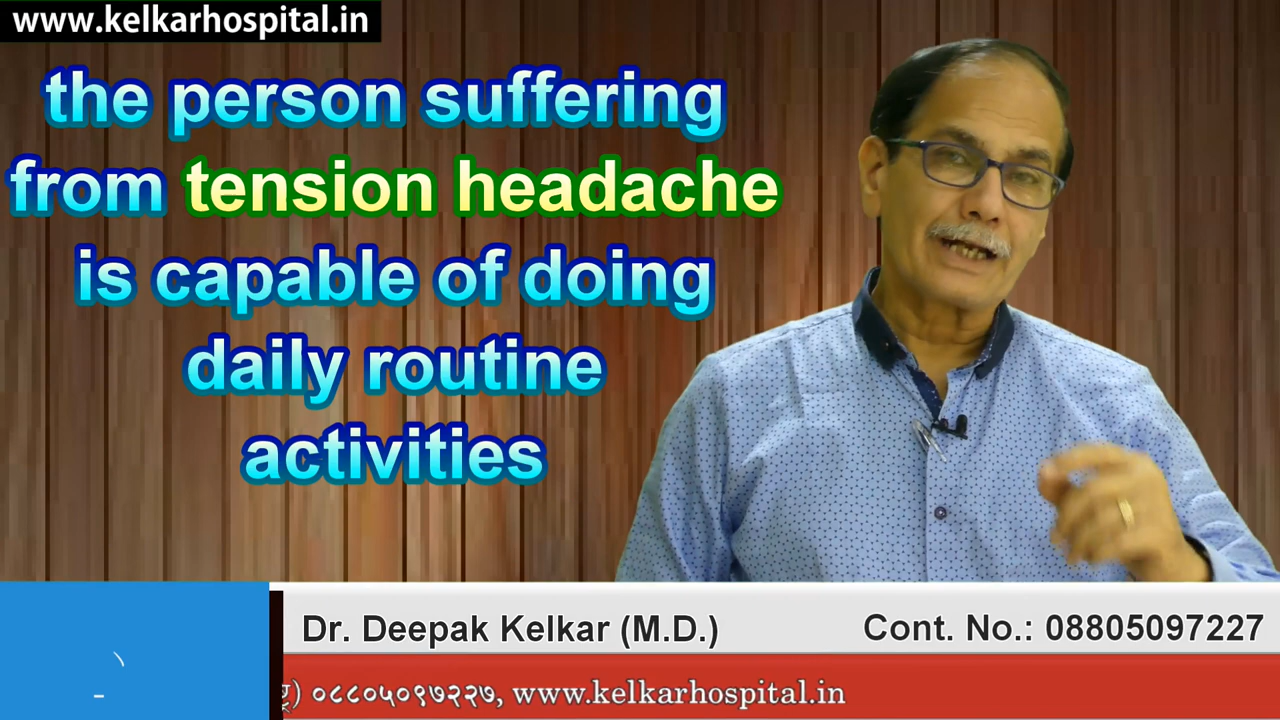 www.kelkarhospital.in
the person suffering
from tension headache
is capable of doing
daily routine
activities
Dr. Deepak Kelkar (M.D.)
Cont. No.: 08805097227
०८८०५०९७२२७, www.kelkarhospital.in